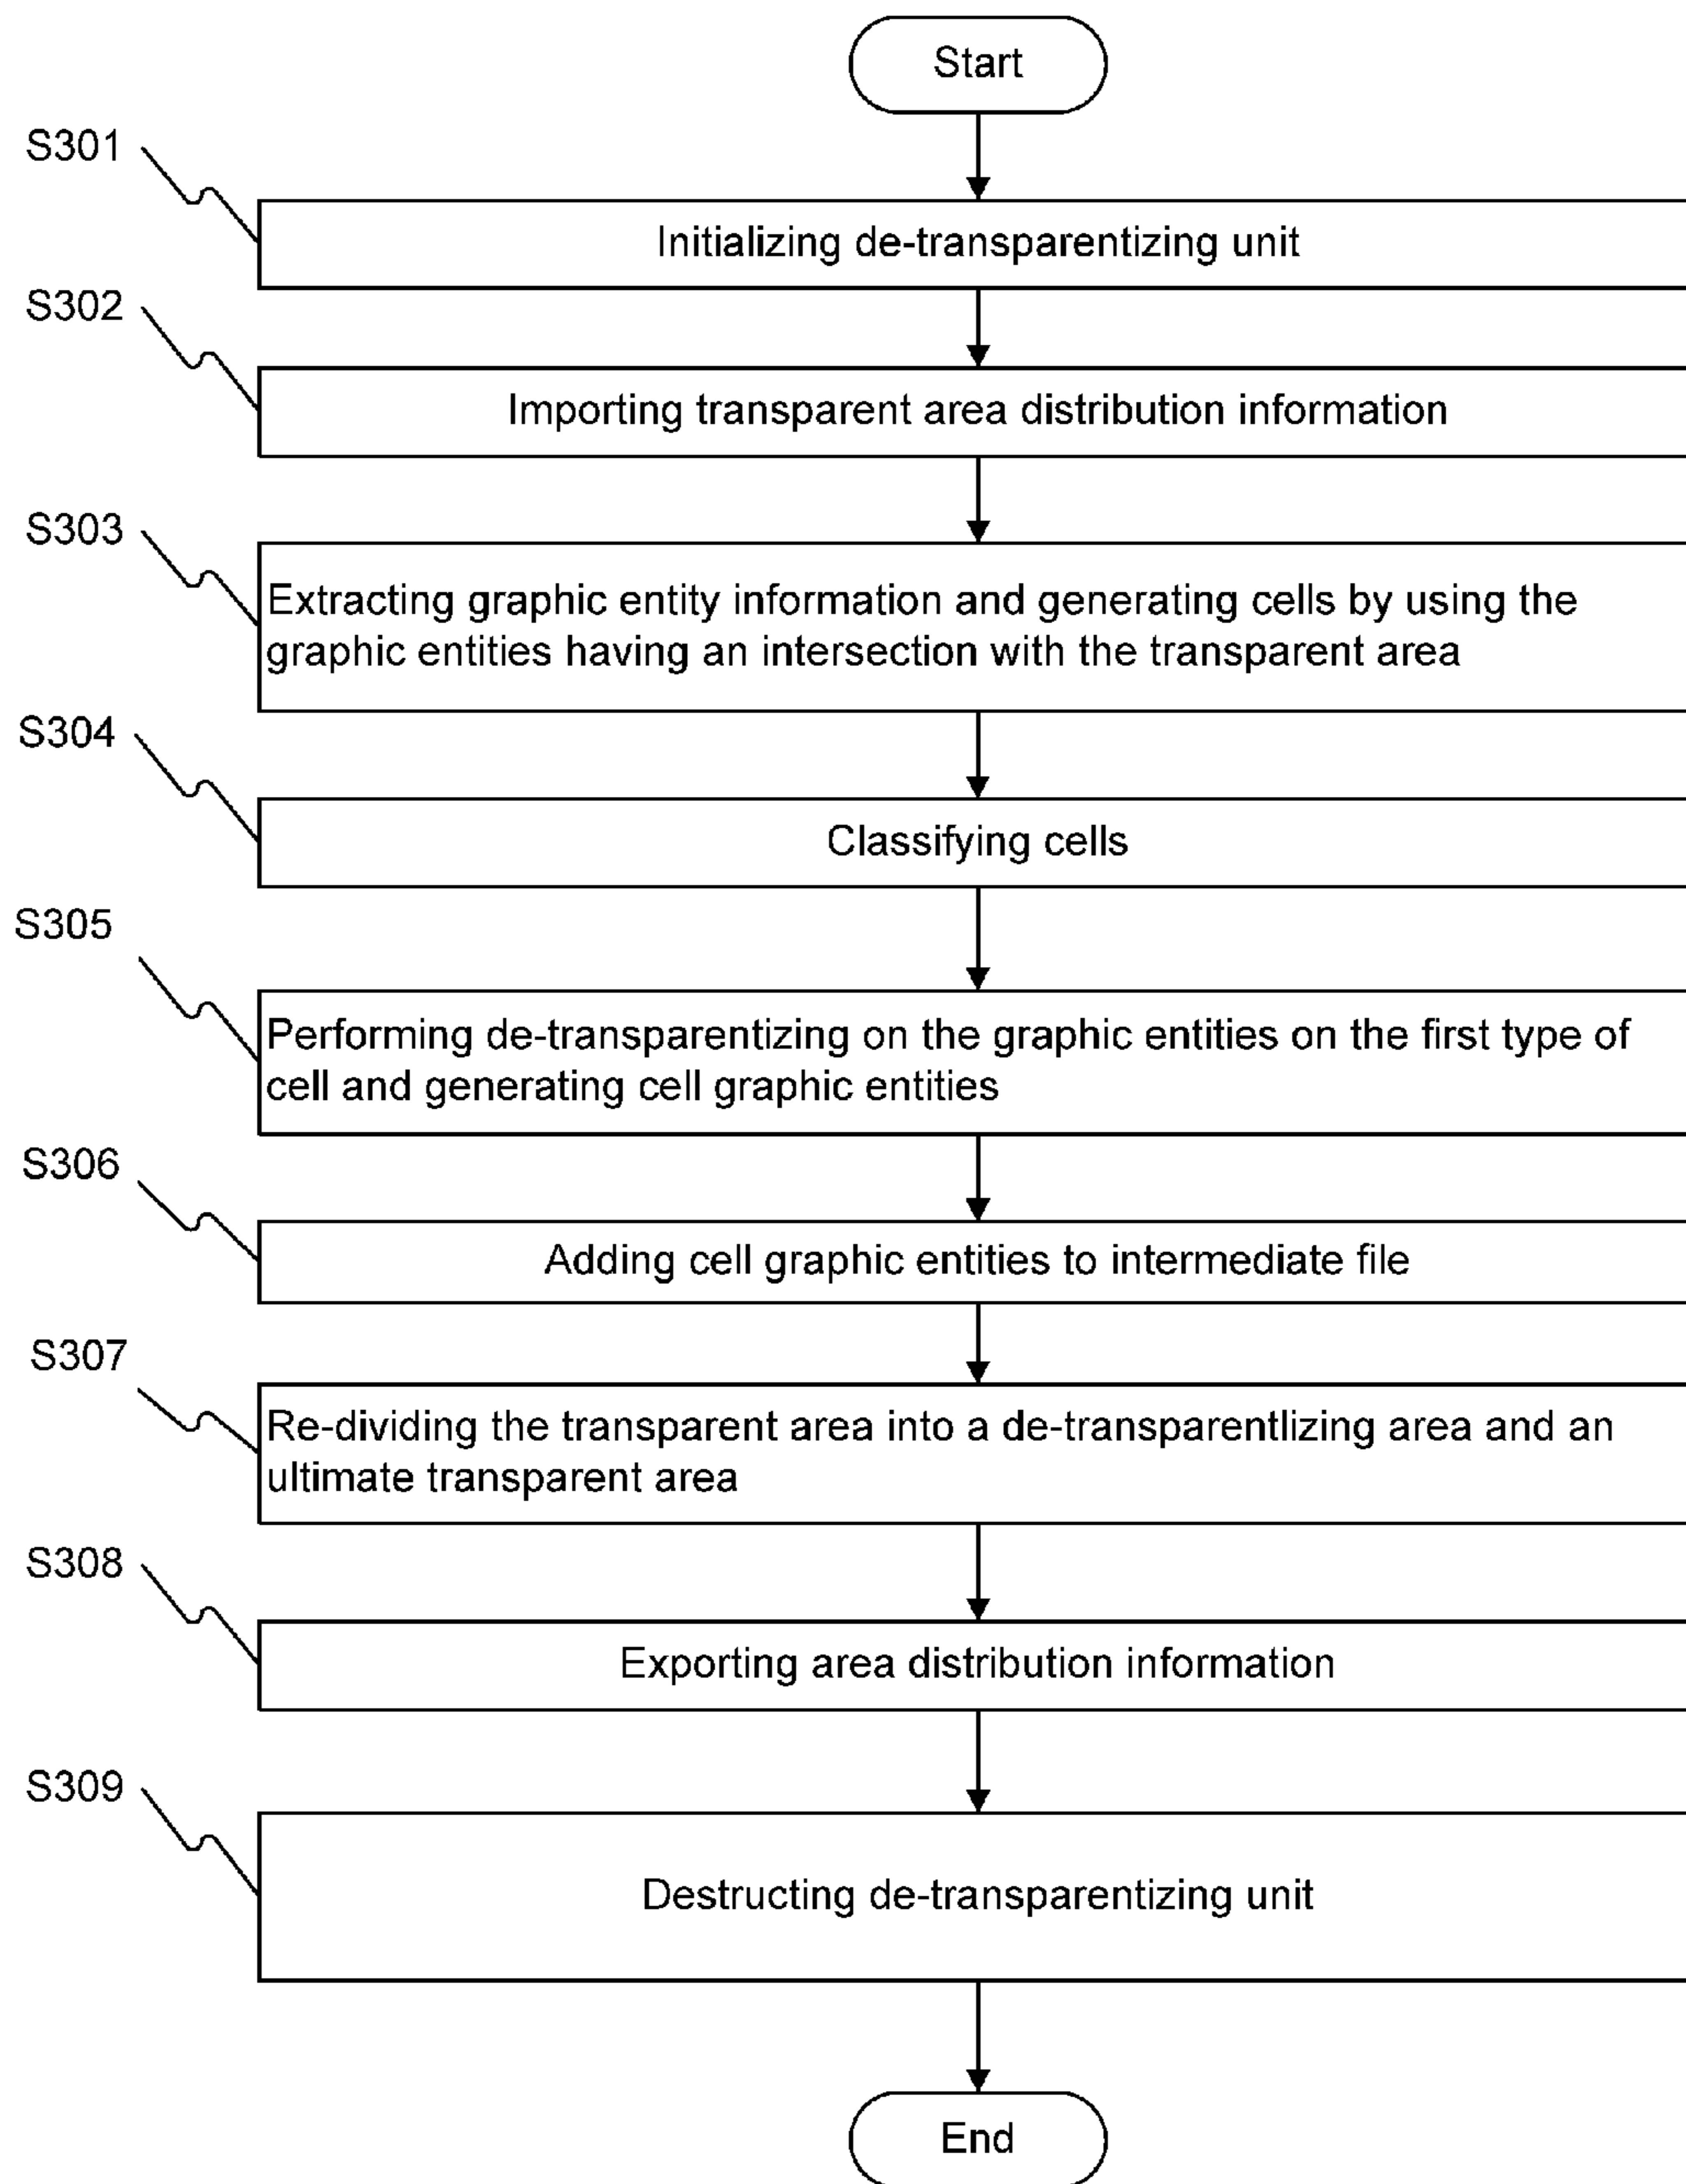 Start
S301
Initializing de-transparentizing unit
S302
Importing transparent area distribution information
S303
Extracting graphic entity information and generating cells by using the
graphic entities having an intersection with the transparent area
S304
Classifying cells
S305
Performing de-transparentizing on the graphic entities on the first type of
cell and generating cell graphic entities
S306
Adding cell graphic entities to intermediate file
S307
Re-dividing the transparent area into a de-transparentlizing area and an
ultimate transparent area
S308
Exporting area distribution information
S309
Destructing de-transparentizing unit
End